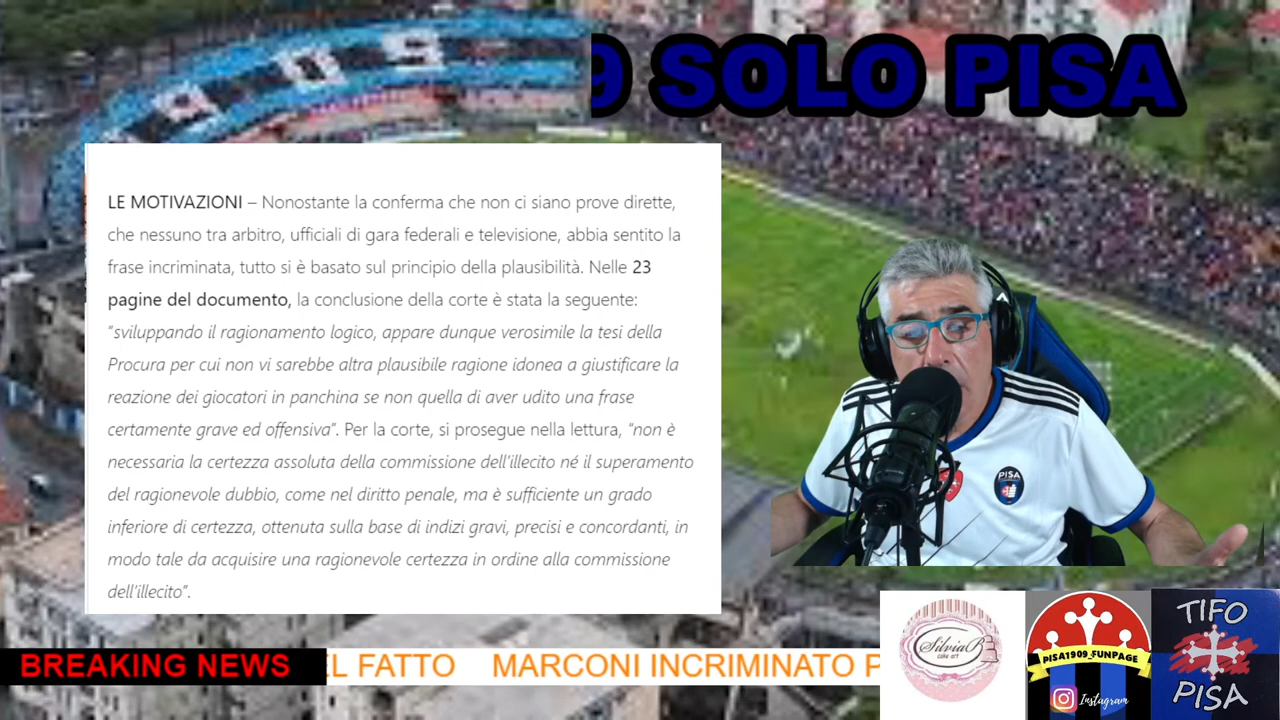 1909
9 SOLO PISA
LE MOTIVAZIONI – Nonostante la conferma che non ci siano prove dirette,
che nessuno tra arbitro, ufficiali di gara federali e televisione, abbia sentito la
frase incriminata, tutto si è basato sul principio della plausibilità. Nelle 23
pagine del documento, la conclusione della corte è stata la seguente:
“sviluppando il ragionamento logico, appare dunque verosimile la tesi della
Procura per cui non vi sarebbe altra plausibile ragione idonea a giustificare la
reazione dei giocatori in panchina se non quella di aver udito una frase
certamente grave ed offensiva”. Per la corte, si prosegue nella lettura, “non è
necessaria la certezza assoluta della commissione dell’illecito né il superamento
del ragionevole dubbio, come nel diritto penale, ma è sufficiente un grado
inferiore di certezza, ottenuta sulla base di indizi gravi, precisi e concordanti, in
modo tale da acquisire una ragionevole certezza in ordine alla commissione
dell’illecito”.
PISA
BREAKING NEWS
EL FATTO MARCONI INCRIMINATO P
SilviaB
cake art
PISA1909_FUNPAGE
Instagram
TIFO
PISA